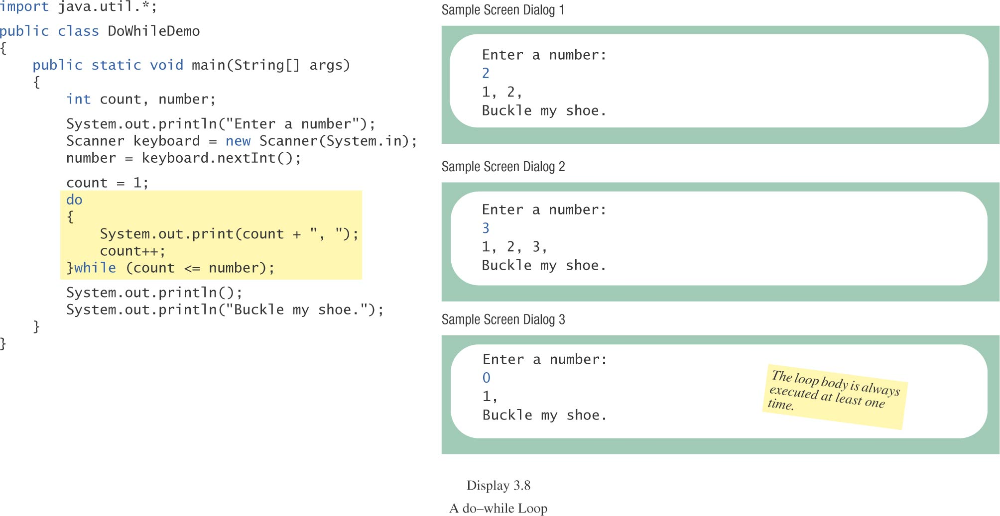 import java.util.*;
public class DoWhileDemo
{
    public static void main(String[] args)
    {
        int count, number;
        System.out.println("Enter a number");
        Scanner keyboard = new Scanner(System.in);
        number = keyboard.nextInt();
        count = 1;
        do
        {
            System.out.print(count + ", ");
            count++;
        }while (count <= number);
        System.out.println();
        System.out.println("Buckle my shoe.");
    }
}
Sample Screen Dialog 1
Enter a number:
2
1, 2,
Buckle my shoe.
Sample Screen Dialog 2
Enter a number:
3
1, 2, 3,
Buckle my shoe.
Sample Screen Dialog 3
Enter a number:
0
1,
Buckle my shoe.
The loop body is always
executed at least one
time.
Display 3.8
A do–while Loop